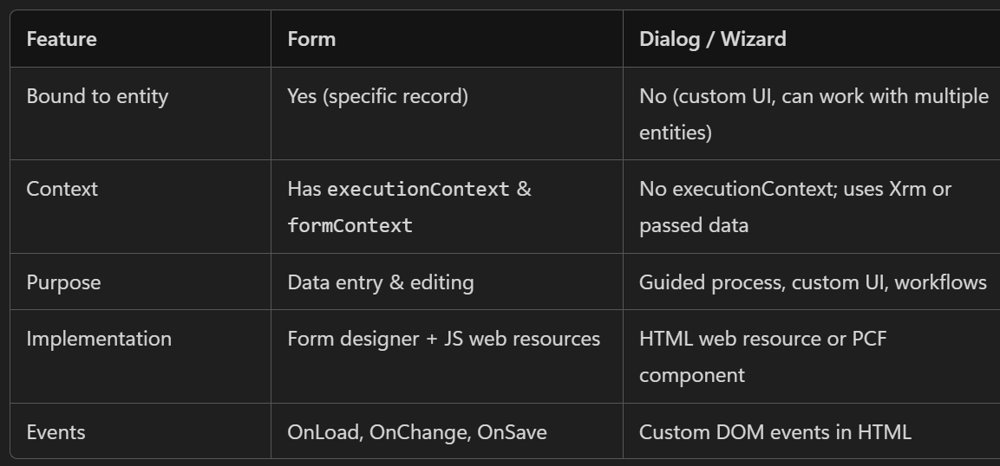 Feature
Form
Dialog / Wizard
Bound to entity
Yes (specific record)
No (custom UI, can work with multiple
entities)
Context
Has executionContext &
formContext
No executionContext; uses Xrm or
passed data
Purpose
Data entry & editing
Guided process, custom UI, workflows
Implementation
Form designer + JS web resources
HTML web resource or PCF
component
Events
OnLoad, OnChange, OnSave
Custom DOM events in HTML